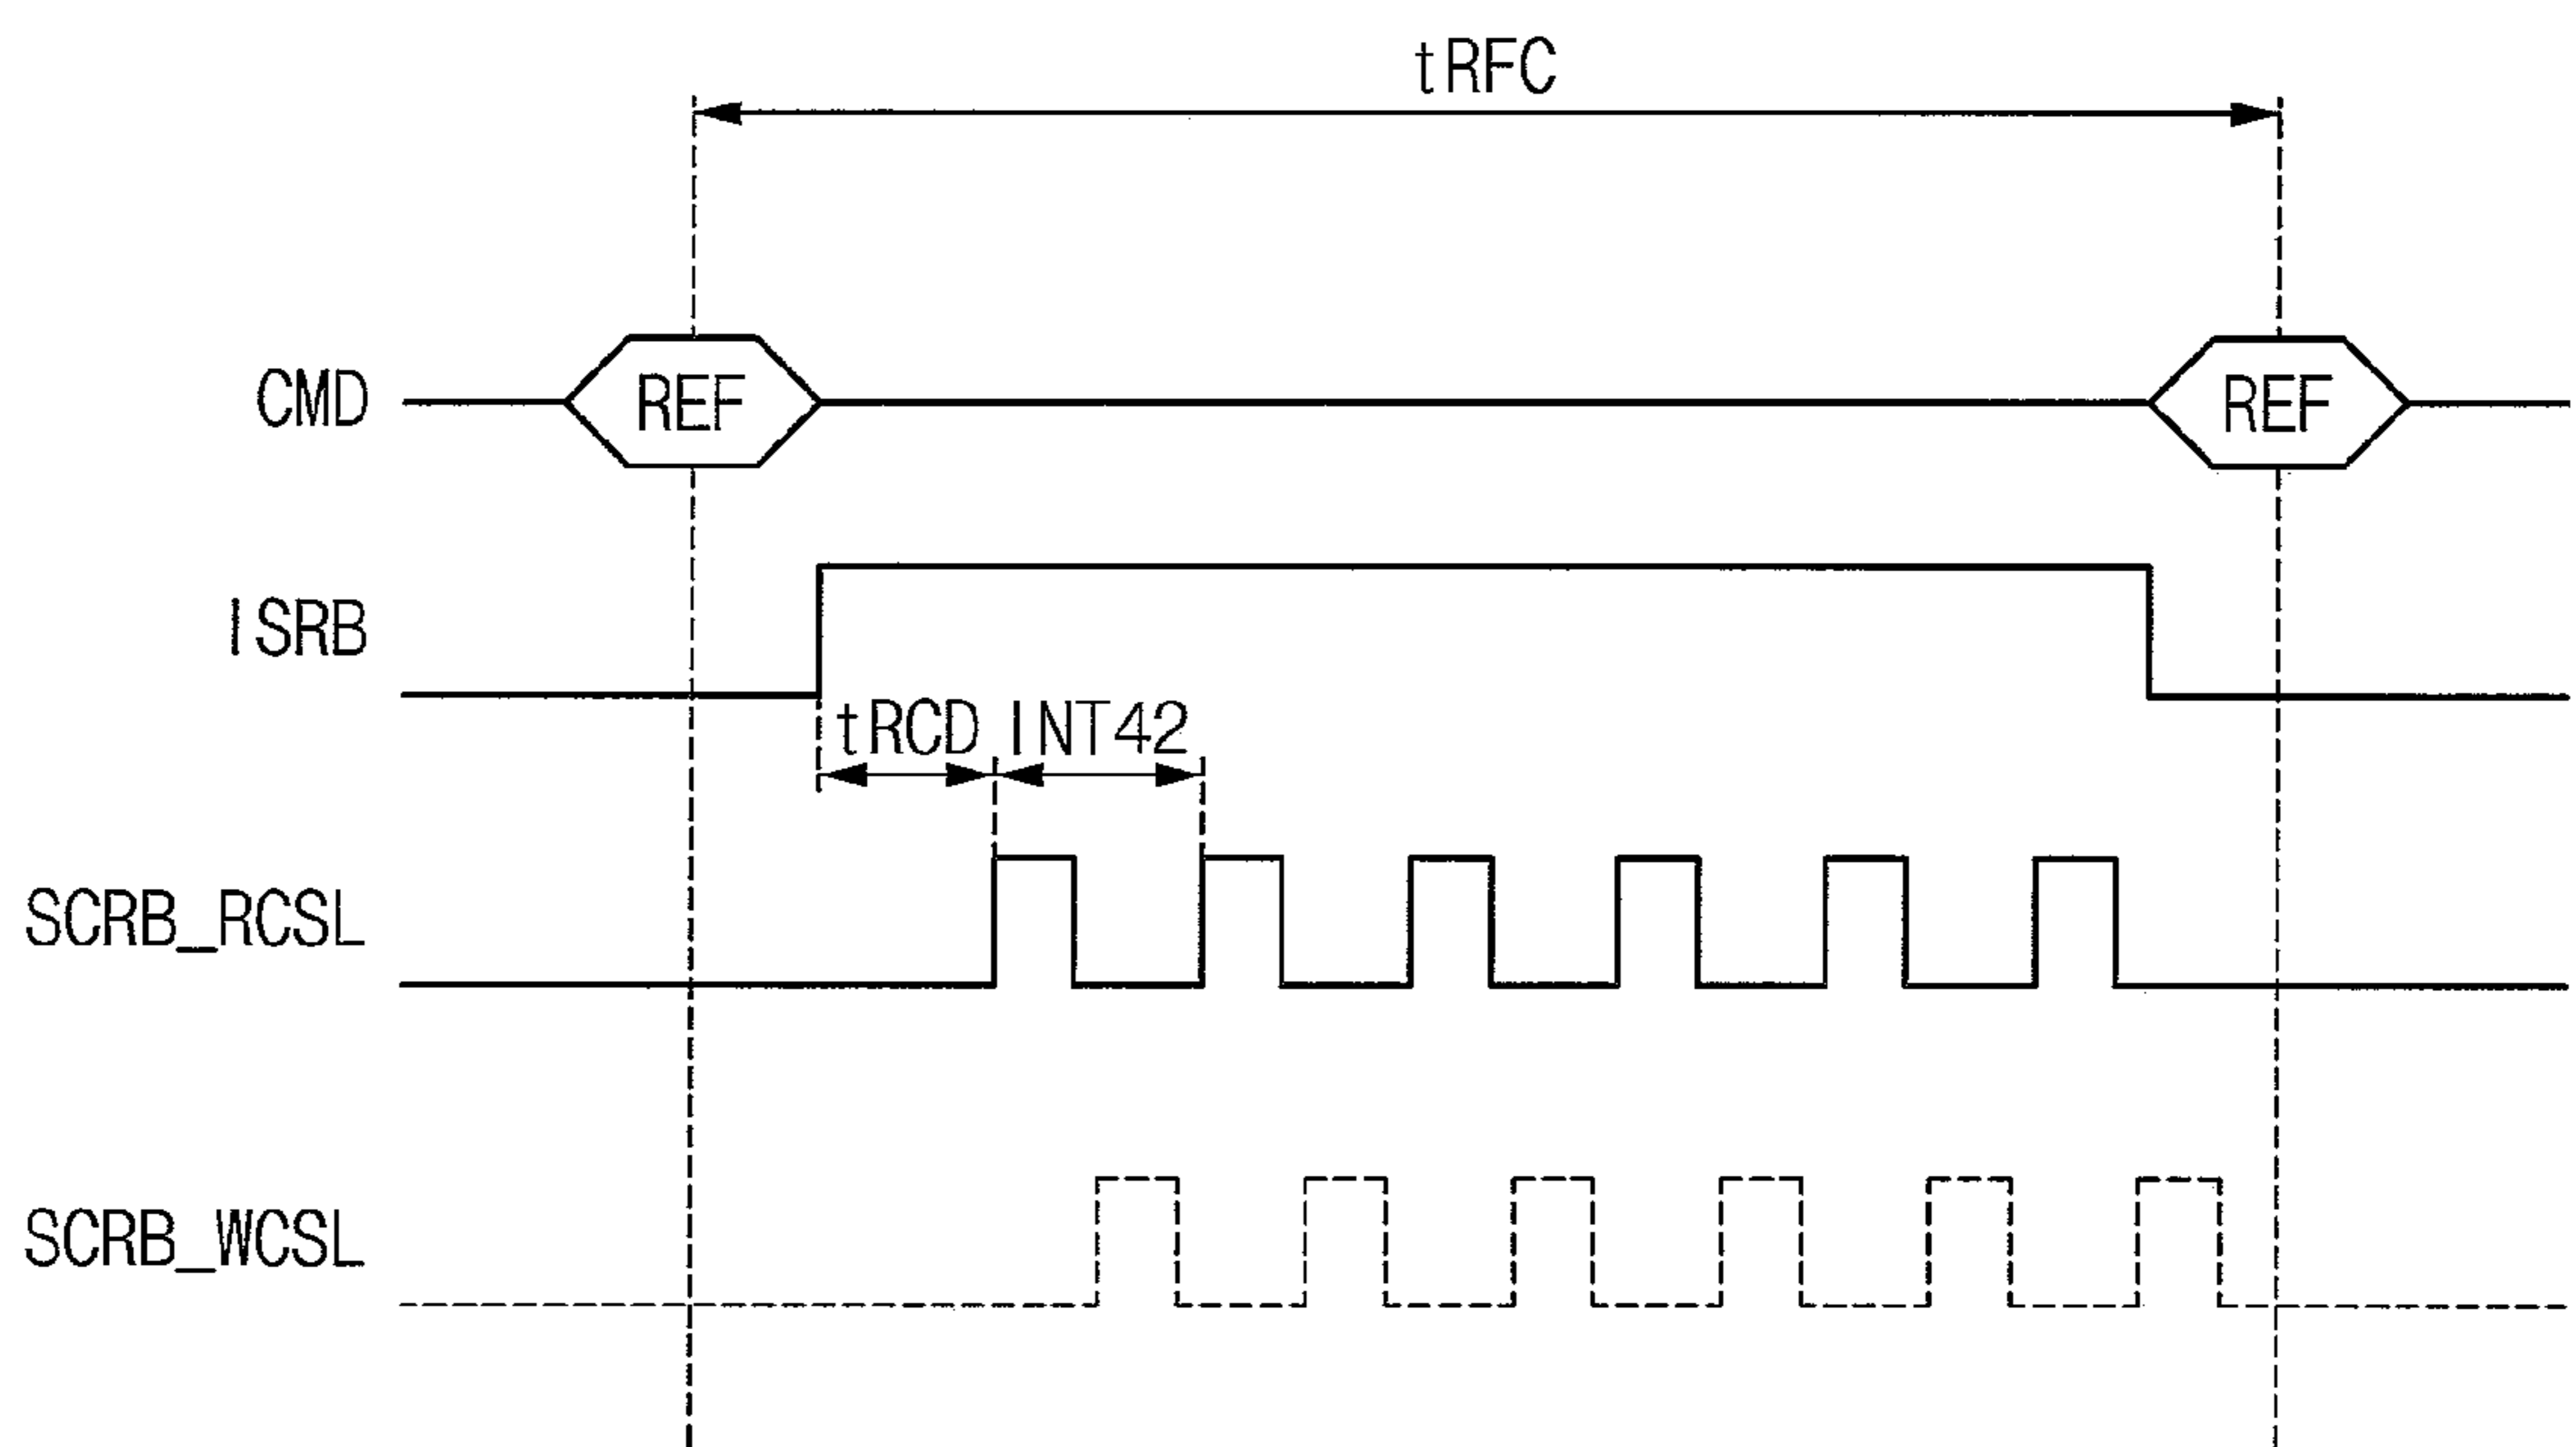 tRFC
CMD REF REF
ISRB
tRCD INT42
SCRB_RCSL
SCRB_WCSL